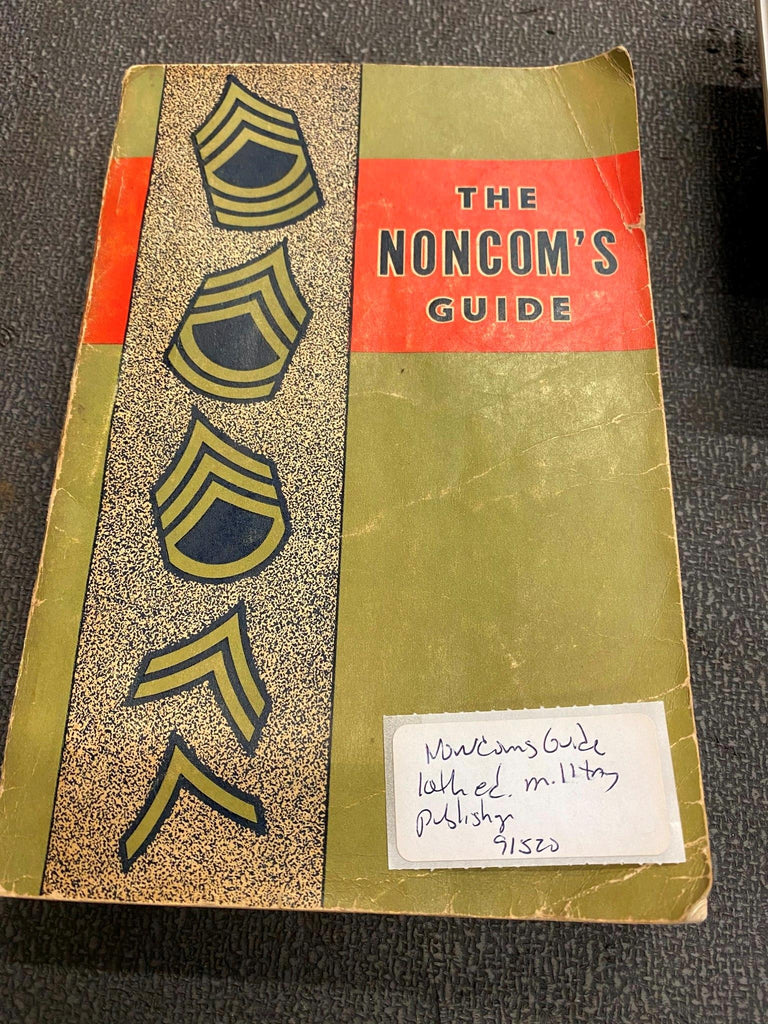 THE
NONCOM'S
GUIDE
Noncoms Guide
10th ed. military
publishing
91520